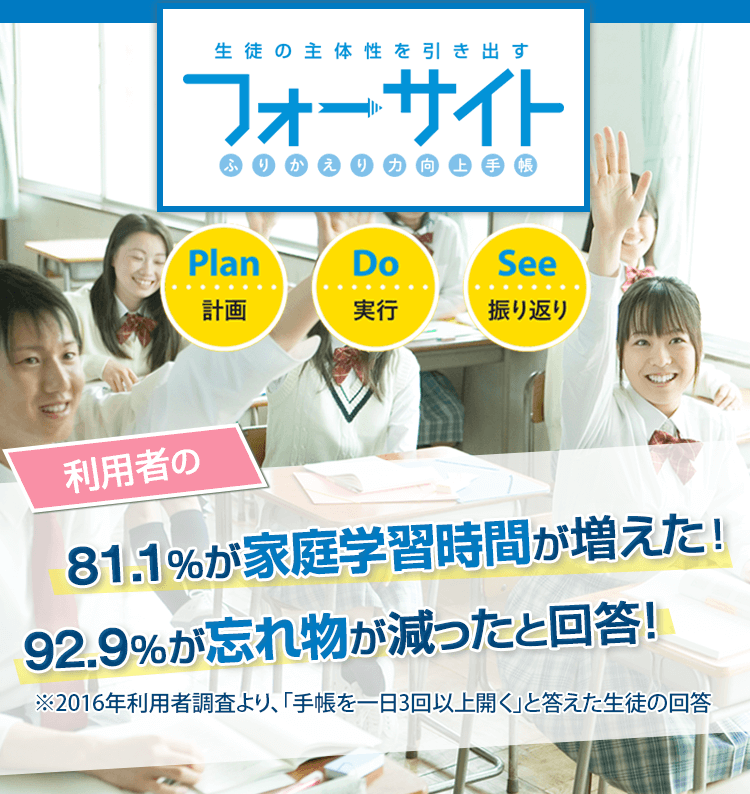 生徒の主体性を引き出す
フォーサイト
ふりかえり力向上手帳
Plan
計画
Do
実行
See
振り返り
利用者の
81.1%が家庭学習時間が増えた!
92.9%が忘れ物が減ったと回答!
※2016年利用者調査より、「手帳を一日3回以上開く」と答えた生徒の回答